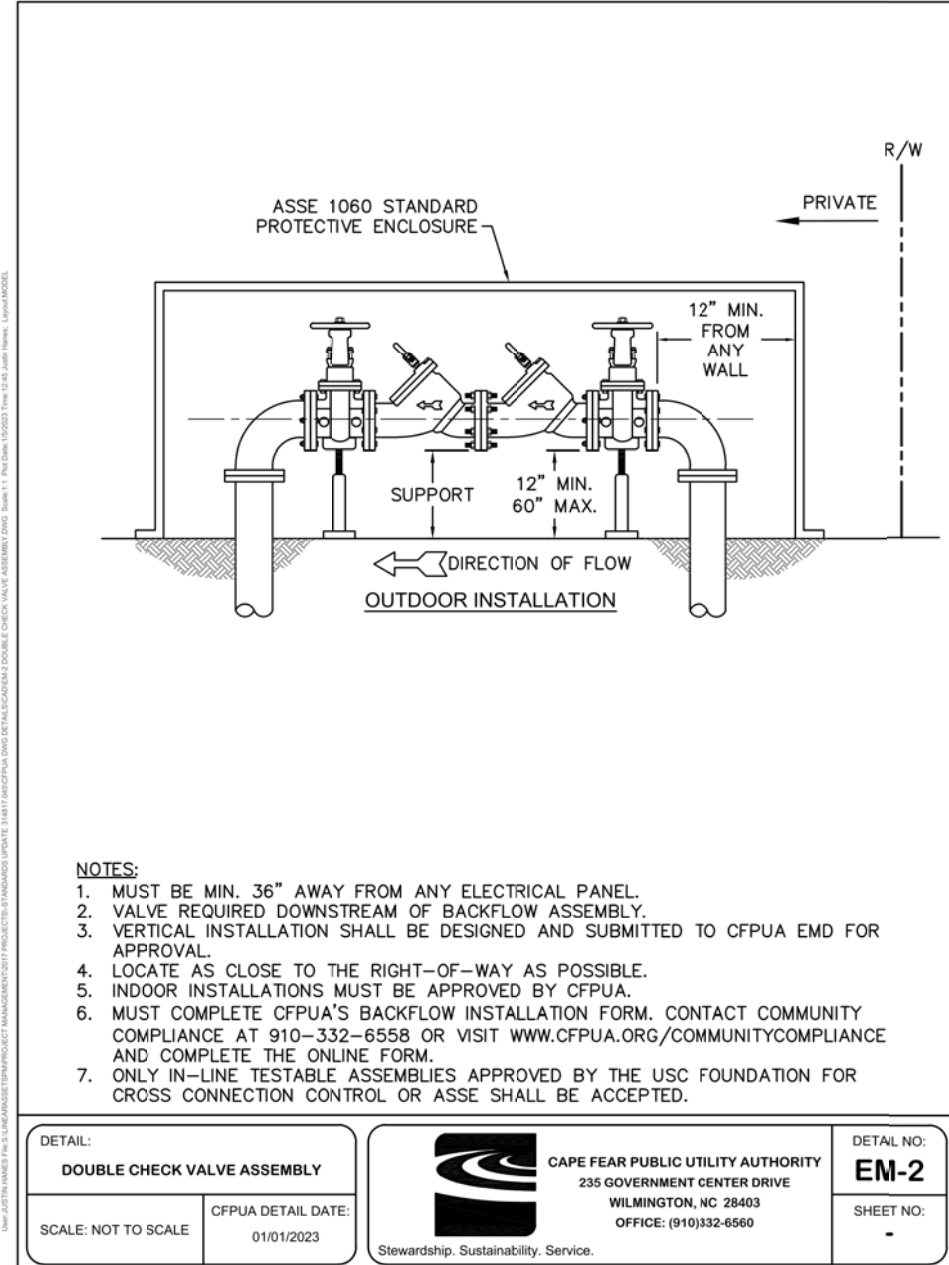 R/W
PRIVATE
ASSE 1060 STANDARD
PROTECTIVE ENCLOSURE
12” MIN.
FROM
ANY
WALL
SUPPORT
12” MIN.
60” MAX.
DIRECTION OF FLOW
OUTDOOR INSTALLATION
NOTES:
1. MUST BE MIN. 36” AWAY FROM ANY ELECTRICAL PANEL.
2. VALVE REQUIRED DOWNSTREAM OF BACKFLOW ASSEMBLY.
3. VERTICAL INSTALLATION SHALL BE DESIGNED AND SUBMITTED TO CFPUA EMD FOR
APPROVAL.
4. LOCATE AS CLOSE TO THE RIGHT-OF-WAY AS POSSIBLE.
5. INDOOR INSTALLATIONS MUST BE APPROVED BY CFPUA.
6. MUST COMPLETE CFPUA'S BACKFLOW INSTALLATION FORM. CONTACT COMMUNITY
COMPLIANCE AT 910-332-6558 OR VISIT WWW.CFPUA.ORG/COMMUNITYCOMPLIANCE
AND COMPLETE THE ONLINE FORM.
7. ONLY IN-LINE TESTABLE ASSEMBLIES APPROVED BY THE USC FOUNDATION FOR
CROSS CONNECTION CONTROL OR ASSE SHALL BE ACCEPTED.
DETAIL:
DOUBLE CHECK VALVE ASSEMBLY
SCALE: NOT TO SCALE
CFPUA DETAIL DATE:
01/01/2023
Stewardship. Sustainability. Service.
CAPE FEAR PUBLIC UTILITY AUTHORITY
235 GOVERNMENT CENTER DRIVE
WILMINGTON, NC 28403
OFFICE: (910)332-6560
DETAIL NO:
EM-2
SHEET NO:
-